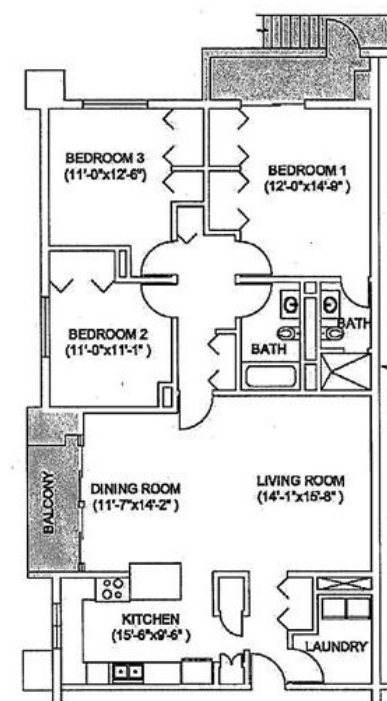 BEDROOM 3
(11'-0"x12'-6")
BEDROOM 1
(12'-0"x14'-9")
BEDROOM 2
(11'-0"x11'-1")
BATH
BATH
BALCONY
DINING ROOM
(11'-7"x14'-2")
LIVING ROOM
(14'-1"x15'-8")
KITCHEN
(15'-6"x9'-6")
LAUNDRY